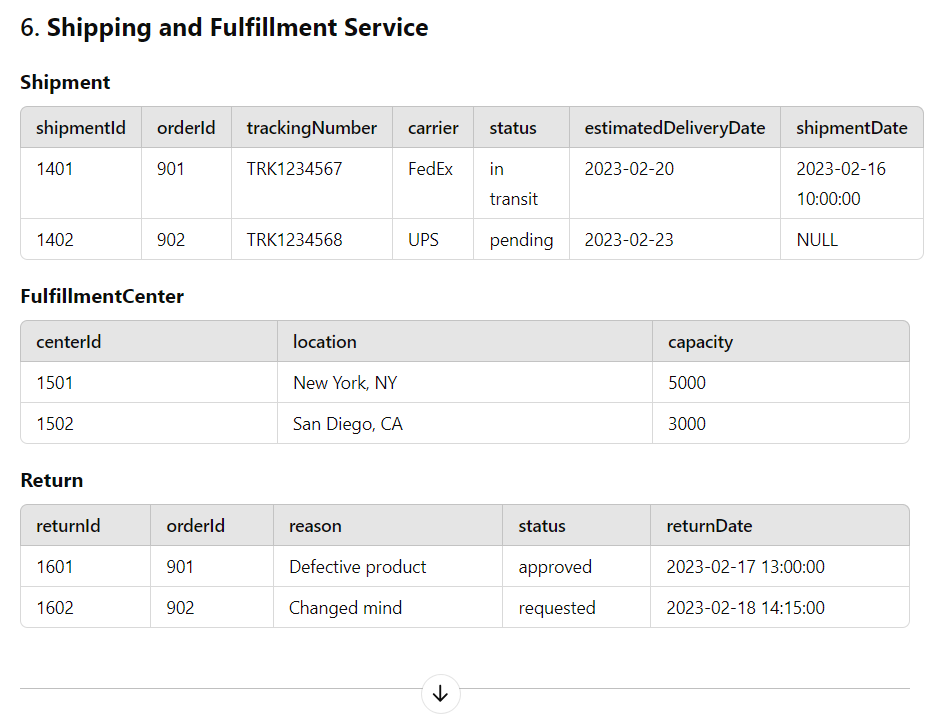 6. Shipping and Fulfillment Service
Shipment
shipmentId orderId trackingNumber carrier status estimatedDeliveryDate shipmentDate
1401 901 TRK1234567 FedEx in transit 2023-02-20 2023-02-16 10:00:00
1402 902 TRK1234568 UPS pending 2023-02-23 NULL
FulfillmentCenter
centerId location capacity
1501 New York, NY 5000
1502 San Diego, CA 3000
Return
returnId orderId reason status returnDate
1601 901 Defective product approved 2023-02-17 13:00:00
1602 902 Changed mind requested 2023-02-18 14:15:00